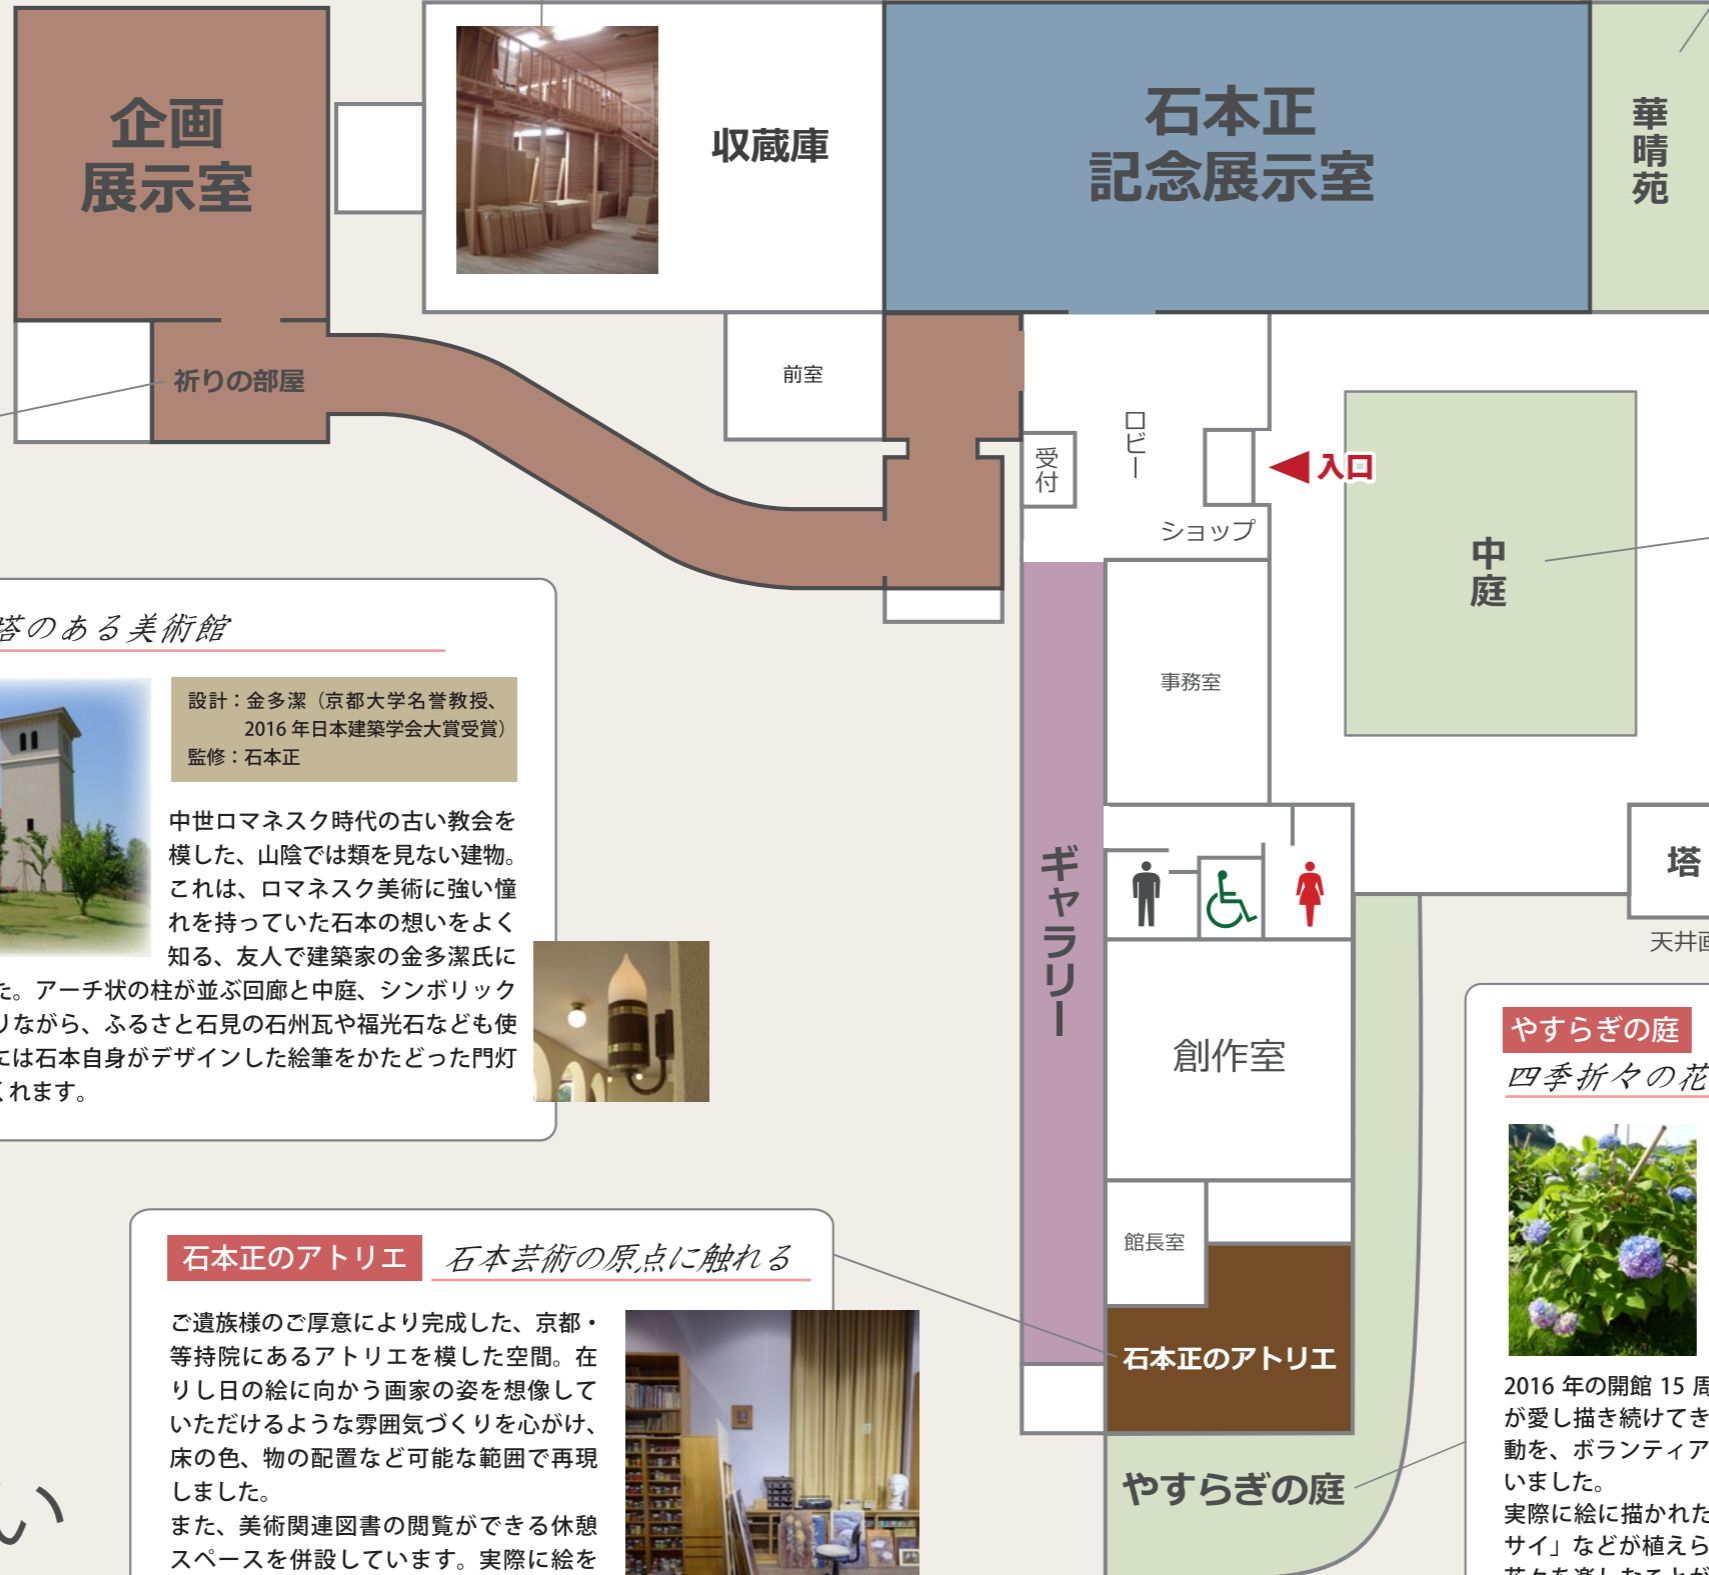 企画
展示室
収蔵庫
石本正
記念展示室
華晴苑
祈りの部屋
前室
受付
ロビー
入口
ショップ
中庭
事務室
ギャラリー
塔
天井画
創作室
館長室
石本正のアトリエ
やすらぎの庭
塔のある美術館
設計：金多潔（京都大学名誉教授、
2016 年日本建築学会大賞受賞）
監修：石本正
中世ロマネスク時代の古い教会を
模した、山陰では類を見ない建物。
これは、ロマネスク美術に強い憧
れを持っていた石本の想いをよく
知る、友人で建築家の金多潔氏に
た。アーチ状の柱が並ぶ回廊と中庭、シンボリック
りながら、ふるさと石見の石州瓦や福光石なども使
には石本自身がデザインした絵筆をかたどった門灯
くれます。
石本正のアトリエ 石本芸術の原点に触れる
ご遺族様のご厚意により完成した、京都・
等持院にあるアトリエを模した空間。在
りし日の絵に向かう画家の姿を想像して
いただけるような雰囲気づくりを心がけ、
床の色、物の配置など可能な範囲で再現
しました。
また、美術関連図書の閲覧ができる休憩
スペースを併設しています。実際に絵を
い
やすらぎの庭
四季折々の花
2016 年の開館 15 周
が愛し描き続けてき
動を、ボランティア
いました。
実際に絵に描かれた
サイ」などが植えら
花々を楽しむことが